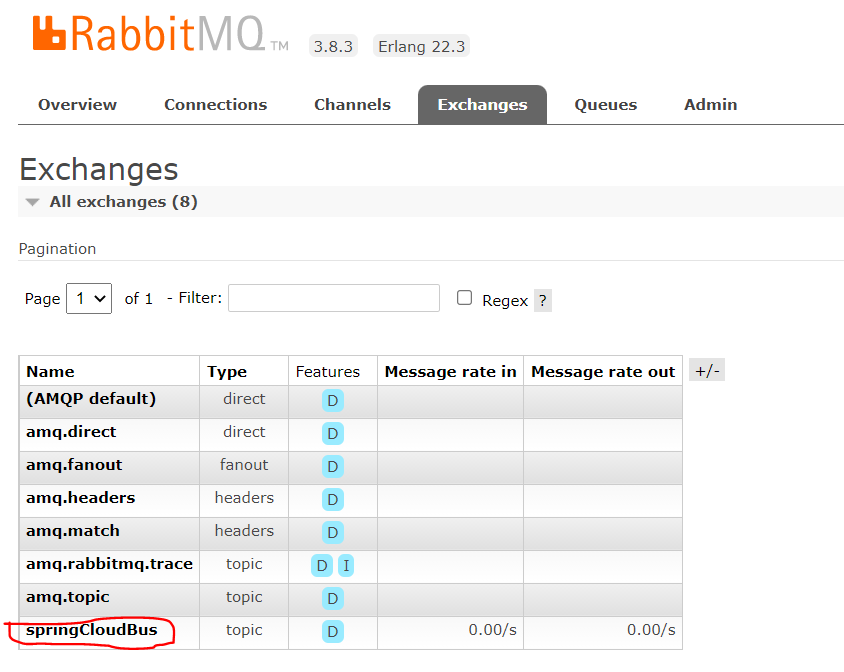 RabbitMQ TM 3.8.3 Erlang 22.3
Overview Connections Channels Exchanges Queues Admin
Exchanges
All exchanges (8)
Pagination
Page 1 of 1 - Filter: Regex ?
Name Type Features Message rate in Message rate out +/-
(AMQP default) direct D
amq.direct direct D
amq.fanout fanout D
amq.headers headers D
amq.match headers D
amq.rabbitmq.trace topic D I
amq.topic topic D
springCloudBus topic D 0.00/s 0.00/s